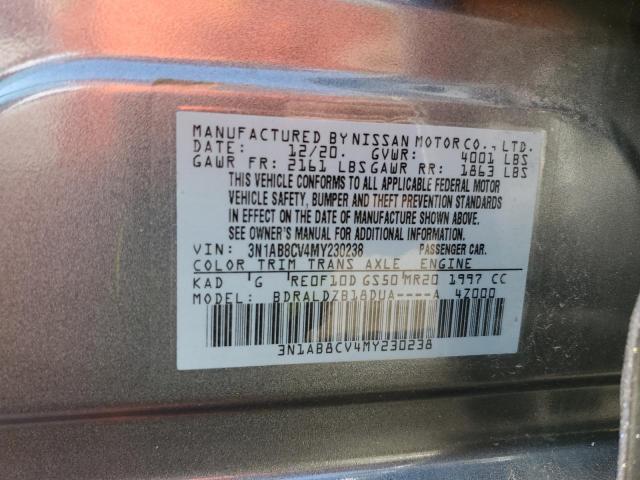 MANUFACTURED BY NISSAN MOTOR CO., LTD.
DATE: 12/20. GVWR: 4001 LBS
GAWR FR: 2161 LBS GAWR RR: 1863 LBS
THIS VEHICLE CONFORMS TO ALL APPLICABLE FEDERAL MOTOR
VEHICLE SAFETY, BUMPER AND THEFT PREVENTION STANDARDS
IN EFFECT ON THE DATE OF MANUFACTURE SHOWN ABOVE.
SEE OWNER'S MANUAL FOR ADDITIONAL INFORMATION.
VIN: 3N1AB8CV4MY230238 PASSENGER CAR.
COLOR TRIM TRANS AXLE ENGINE
KAD G RE0F10D GS50 MR20 1997 CC
MODEL: BDRALDZB18DUA----A 4Z000
3N1AB8CV4MY230238